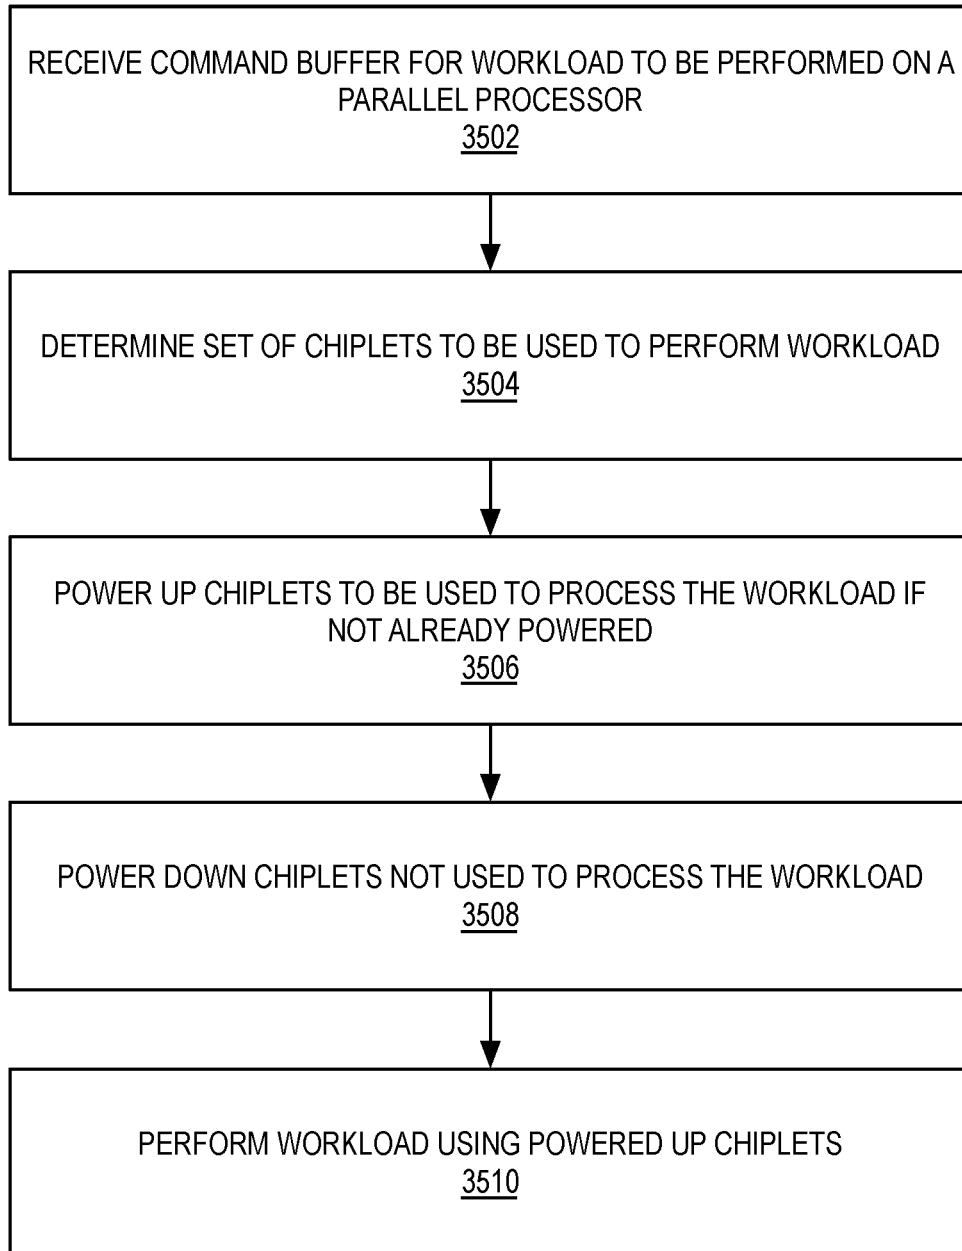 RECEIVE COMMAND BUFFER FOR WORKLOAD TO BE PERFORMED ON A
PARALLEL PROCESSOR
3502
DETERMINE SET OF CHIPLETS TO BE USED TO PERFORM WORKLOAD
3504
POWER UP CHIPLETS TO BE USED TO PROCESS THE WORKLOAD IF
NOT ALREADY POWERED
3506
POWER DOWN CHIPLETS NOT USED TO PROCESS THE WORKLOAD
3508
PERFORM WORKLOAD USING POWERED UP CHIPLETS
3510